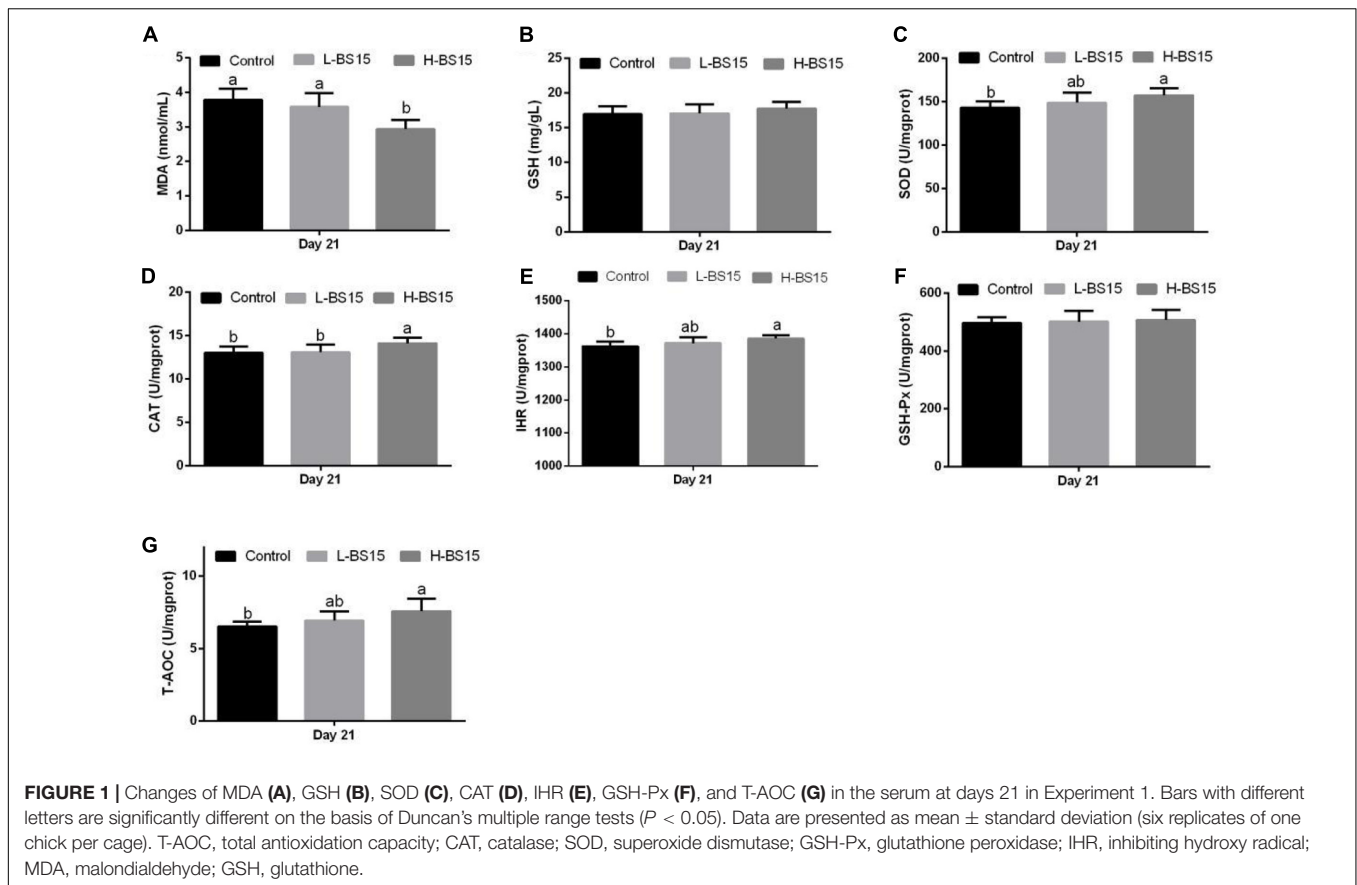 A
Control L-BS15 H-BS15
5
4
3
2
1
0
MDA (nmol/mL)
a a b
Day 21
B
Control L-BS15 H-BS15
25
20
15
10
5
0
GSH (mg/gL)
Day 21
C
Control L-BS15 H-BS15
200
150
100
50
0
SOD (U/mgprot)
b ab a
Day 21
D
Control L-BS15 H-BS15
20
15
10
5
0
CAT (U/mgprot)
b b a
Day 21
E
Control L-BS15 H-BS15
1500
1400
1300
1200
1100
1000
IHR (U/mgprot)
b ab a
Day 21
F
Control L-BS15 H-BS15
600
400
200
0
GSH-Px (U/mgprot)
Day 21
G
Control L-BS15 H-BS15
10
5
0
T-AOC (U/mgprot)
b ab a
Day 21
FIGURE 1 | Changes of MDA (A), GSH (B), SOD (C), CAT (D), IHR (E), GSH-Px (F), and T-AOC (G) in the serum at days 21 in Experiment 1. Bars with different
letters are significantly different on the basis of Duncan's multiple range tests (P < 0.05). Data are presented as mean ± standard deviation (six replicates of one
chick per cage). T-AOC, total antioxidation capacity; CAT, catalase; SOD, superoxide dismutase; GSH-Px, glutathione peroxidase; IHR, inhibiting hydroxy radical;
MDA, malondialdehyde; GSH, glutathione.